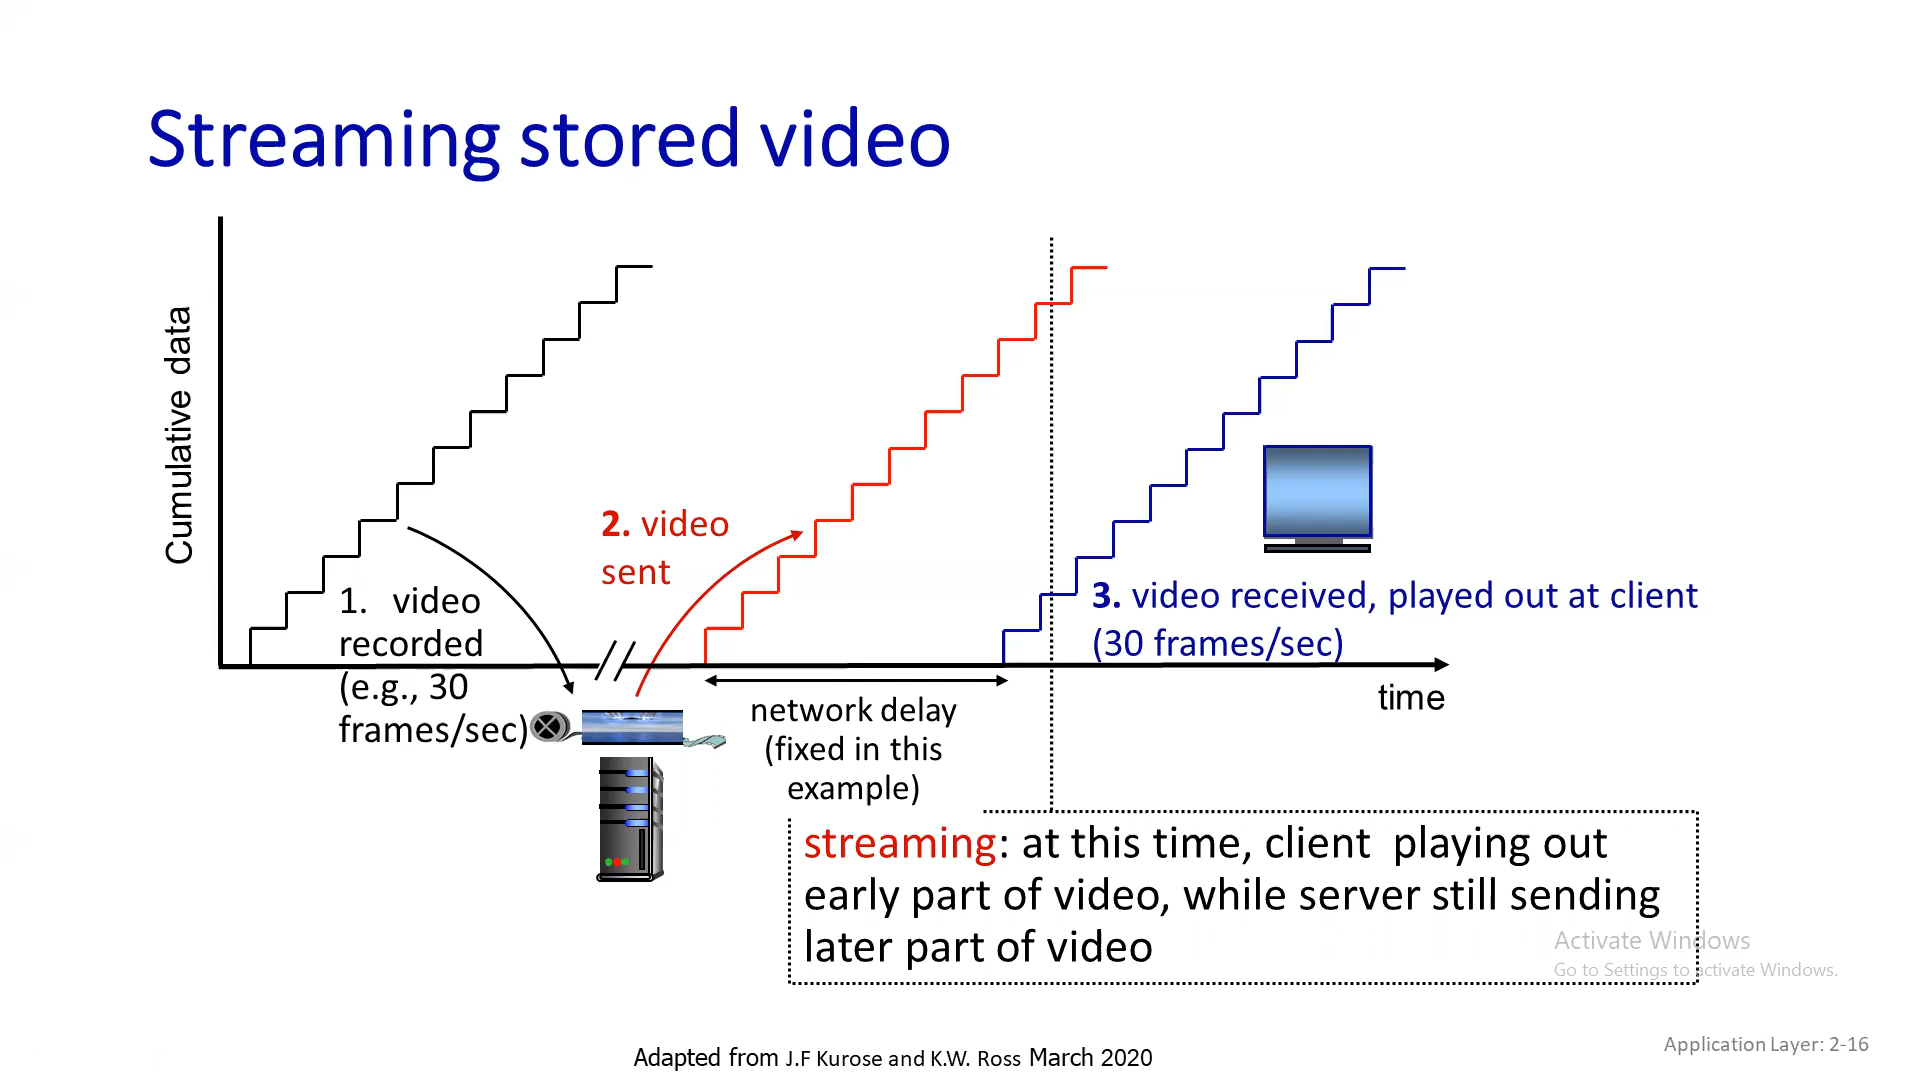 Streaming stored video
Cumulative data
2. video
sent
1. video
recorded
(e.g., 30
frames/sec)
3. video received, played out at client
(30 frames/sec)
time
network delay
(fixed in this
example)
streaming: at this time, client playing out
early part of video, while server still sending
later part of video
Activate Windows
Go to Settings to activate Windows.
Adapted from J.F Kurose and K.W. Ross March 2020
Application Layer: 2-16